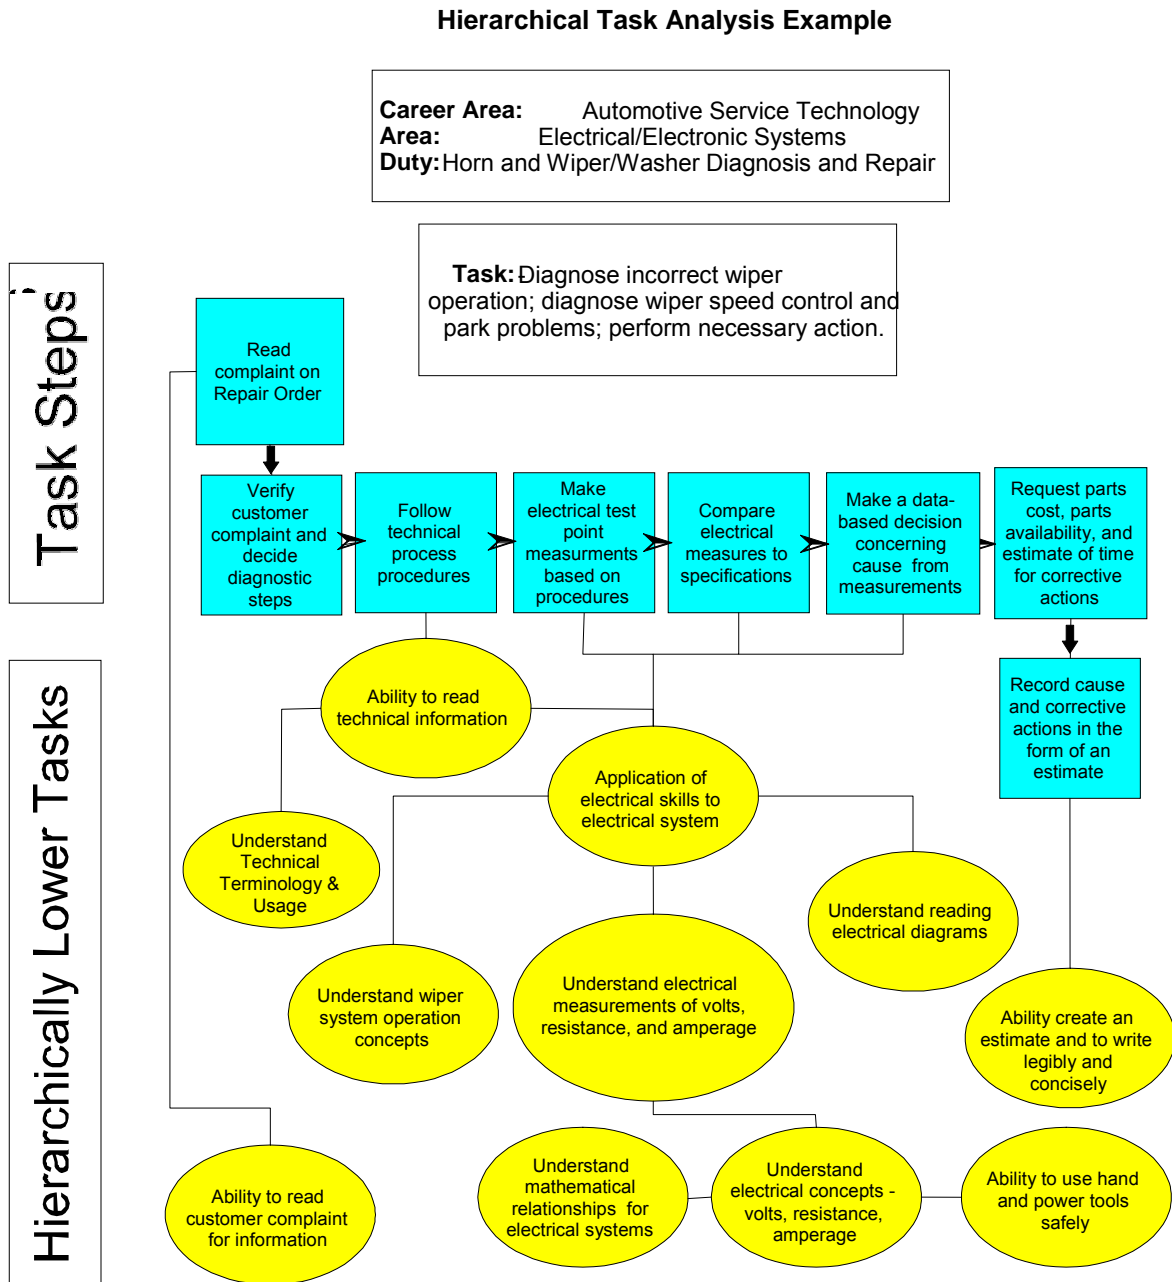 Hierarchical Task Analysis Example
Career Area: Automotive Service Technology
Area: Electrical/Electronic Systems
Duty: Horn and Wiper/Washer Diagnosis and Repair
Task: Diagnose incorrect wiper
operation; diagnose wiper speed control and
park problems; perform necessary action.
Task Steps
Read
complaint on
Repair Order
Verify
customer
complaint and
decide
diagnostic
steps
Follow
technical
process
procedures
Make
electrical test
point
measurments
based on
procedures
Compare
electrical
measures to
specifications
Make a data-
based decision
concerning
cause from
measurements
Request parts
cost, parts
availability, and
estimate of time
for corrective
actions
Record cause
and corrective
actions in the
form of an
estimate
Hierarchically Lower Tasks
Ability to read
technical information
Application of
electrical skills to
electrical system
Understand
Technical
Terminology &
Usage
Understand reading
electrical diagrams
Understand wiper
system operation
concepts
Understand electrical
measurements of volts,
resistance, and amperage
Ability create an
estimate and to write
legibly and
concisely
Ability to read
customer complaint
for information
Understand
mathematical
relationships for
electrical systems
Understand
electrical concepts -
volts, resistance,
amperage
Ability to use hand
and power tools
safely